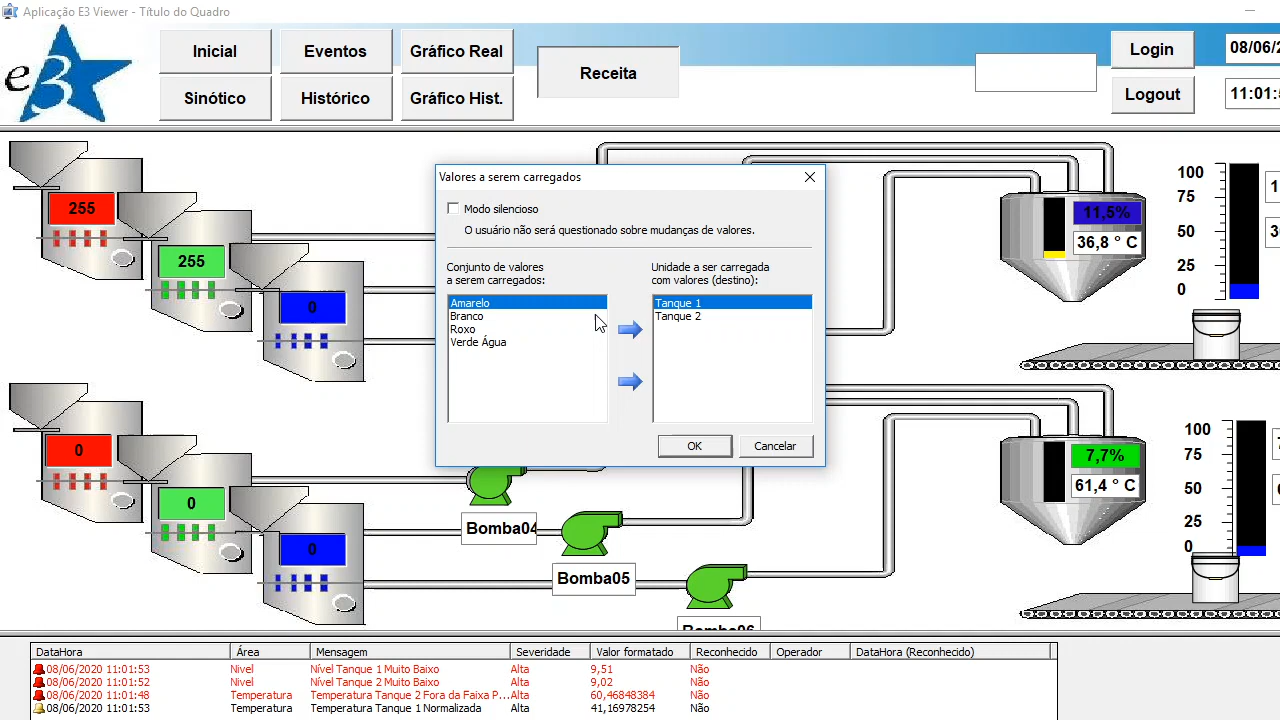 Aplicação E3 Viewer - Título do Quadro
Inicial
Eventos
Gráfico Real
Receita
Login
08/06/2
e3
Sinótico
Histórico
Gráfico Hist.
Logout
11:01:5
Valores a serem carregados
Modo silencioso
O usuário não será questionado sobre mudanças de valores.
Conjunto de valores
a serem carregados:
Unidade a ser carregada
com valores (destino):
Amarelo
Branco
Roxo
Verde Água
Tanque 1
Tanque 2
OK
Cancelar
255
255
0
11,5%
36,8 ° C
100
75
50
25
0
1
3
0
0
0
7,7%
61,4 ° C
100
75
50
25
0
Bomba04
Bomba05
Bomba06
DataHora Área Mensagem Severidade Valor formatado Reconhecido Operador DataHora (Reconhecido)
08/06/2020 11:01:53 Nivel Nível Tanque 1 Muito Baixo Alta 9,51 Não
08/06/2020 11:01:52 Nivel Nível Tanque 2 Muito Baixo Alta 9,02 Não
08/06/2020 11:01:48 Temperatura Temperatura Tanque 2 Fora da Faixa P... Alta 60,46848384 Não
08/06/2020 11:01:53 Temperatura Temperatura Tanque 1 Normalizada Alta 41,16978254 Não